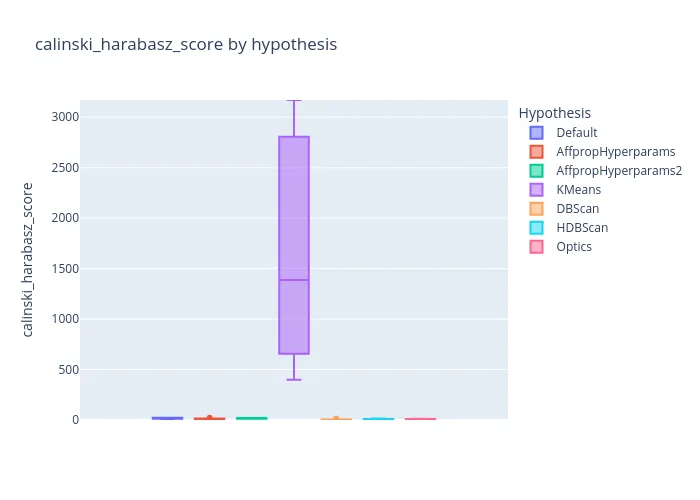 calinski_harabasz_score by hypothesis
calinski_harabasz_score
3000
2500
2000
1500
1000
500
0
Hypothesis
Default
AffpropHyperparams
AffpropHyperparams2
KMeans
DBScan
HDBScan
Optics